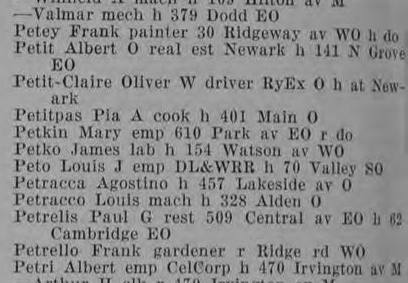 —Valmar mech h 379 Dodd EO
Petey Frank painter 30 Ridgeway av WO h do
Petit Albert O real est Newark h 141 N Grove
EO
Petit-Claire Oliver W driver RyEx O h at New-
ark
Petitpas Pia A cook h 401 Main O
Petkin Mary emp 610 Park av EO r do
Petko James lab h 154 Watson av WO
Peto Louis J emp DL&WRR h 70 Valley SO
Petracca Agostino h 457 Lakeside av O
Petracco Louis mach h 328 Alden O
Petrelis Paul G rest 509 Central av EO h 62
Cambridge EO
Petrello Frank gardener r Ridge rd WO
Petri Albert emp CelCorp h 470 Irvington av M